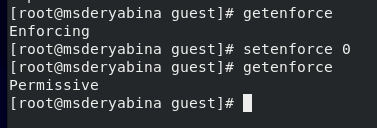 [root@msderyabina guest]# getenforce
Enforcing
[root@msderyabina guest]# setenforce 0
[root@msderyabina guest]# getenforce
Permissive
[root@msderyabina guest]#